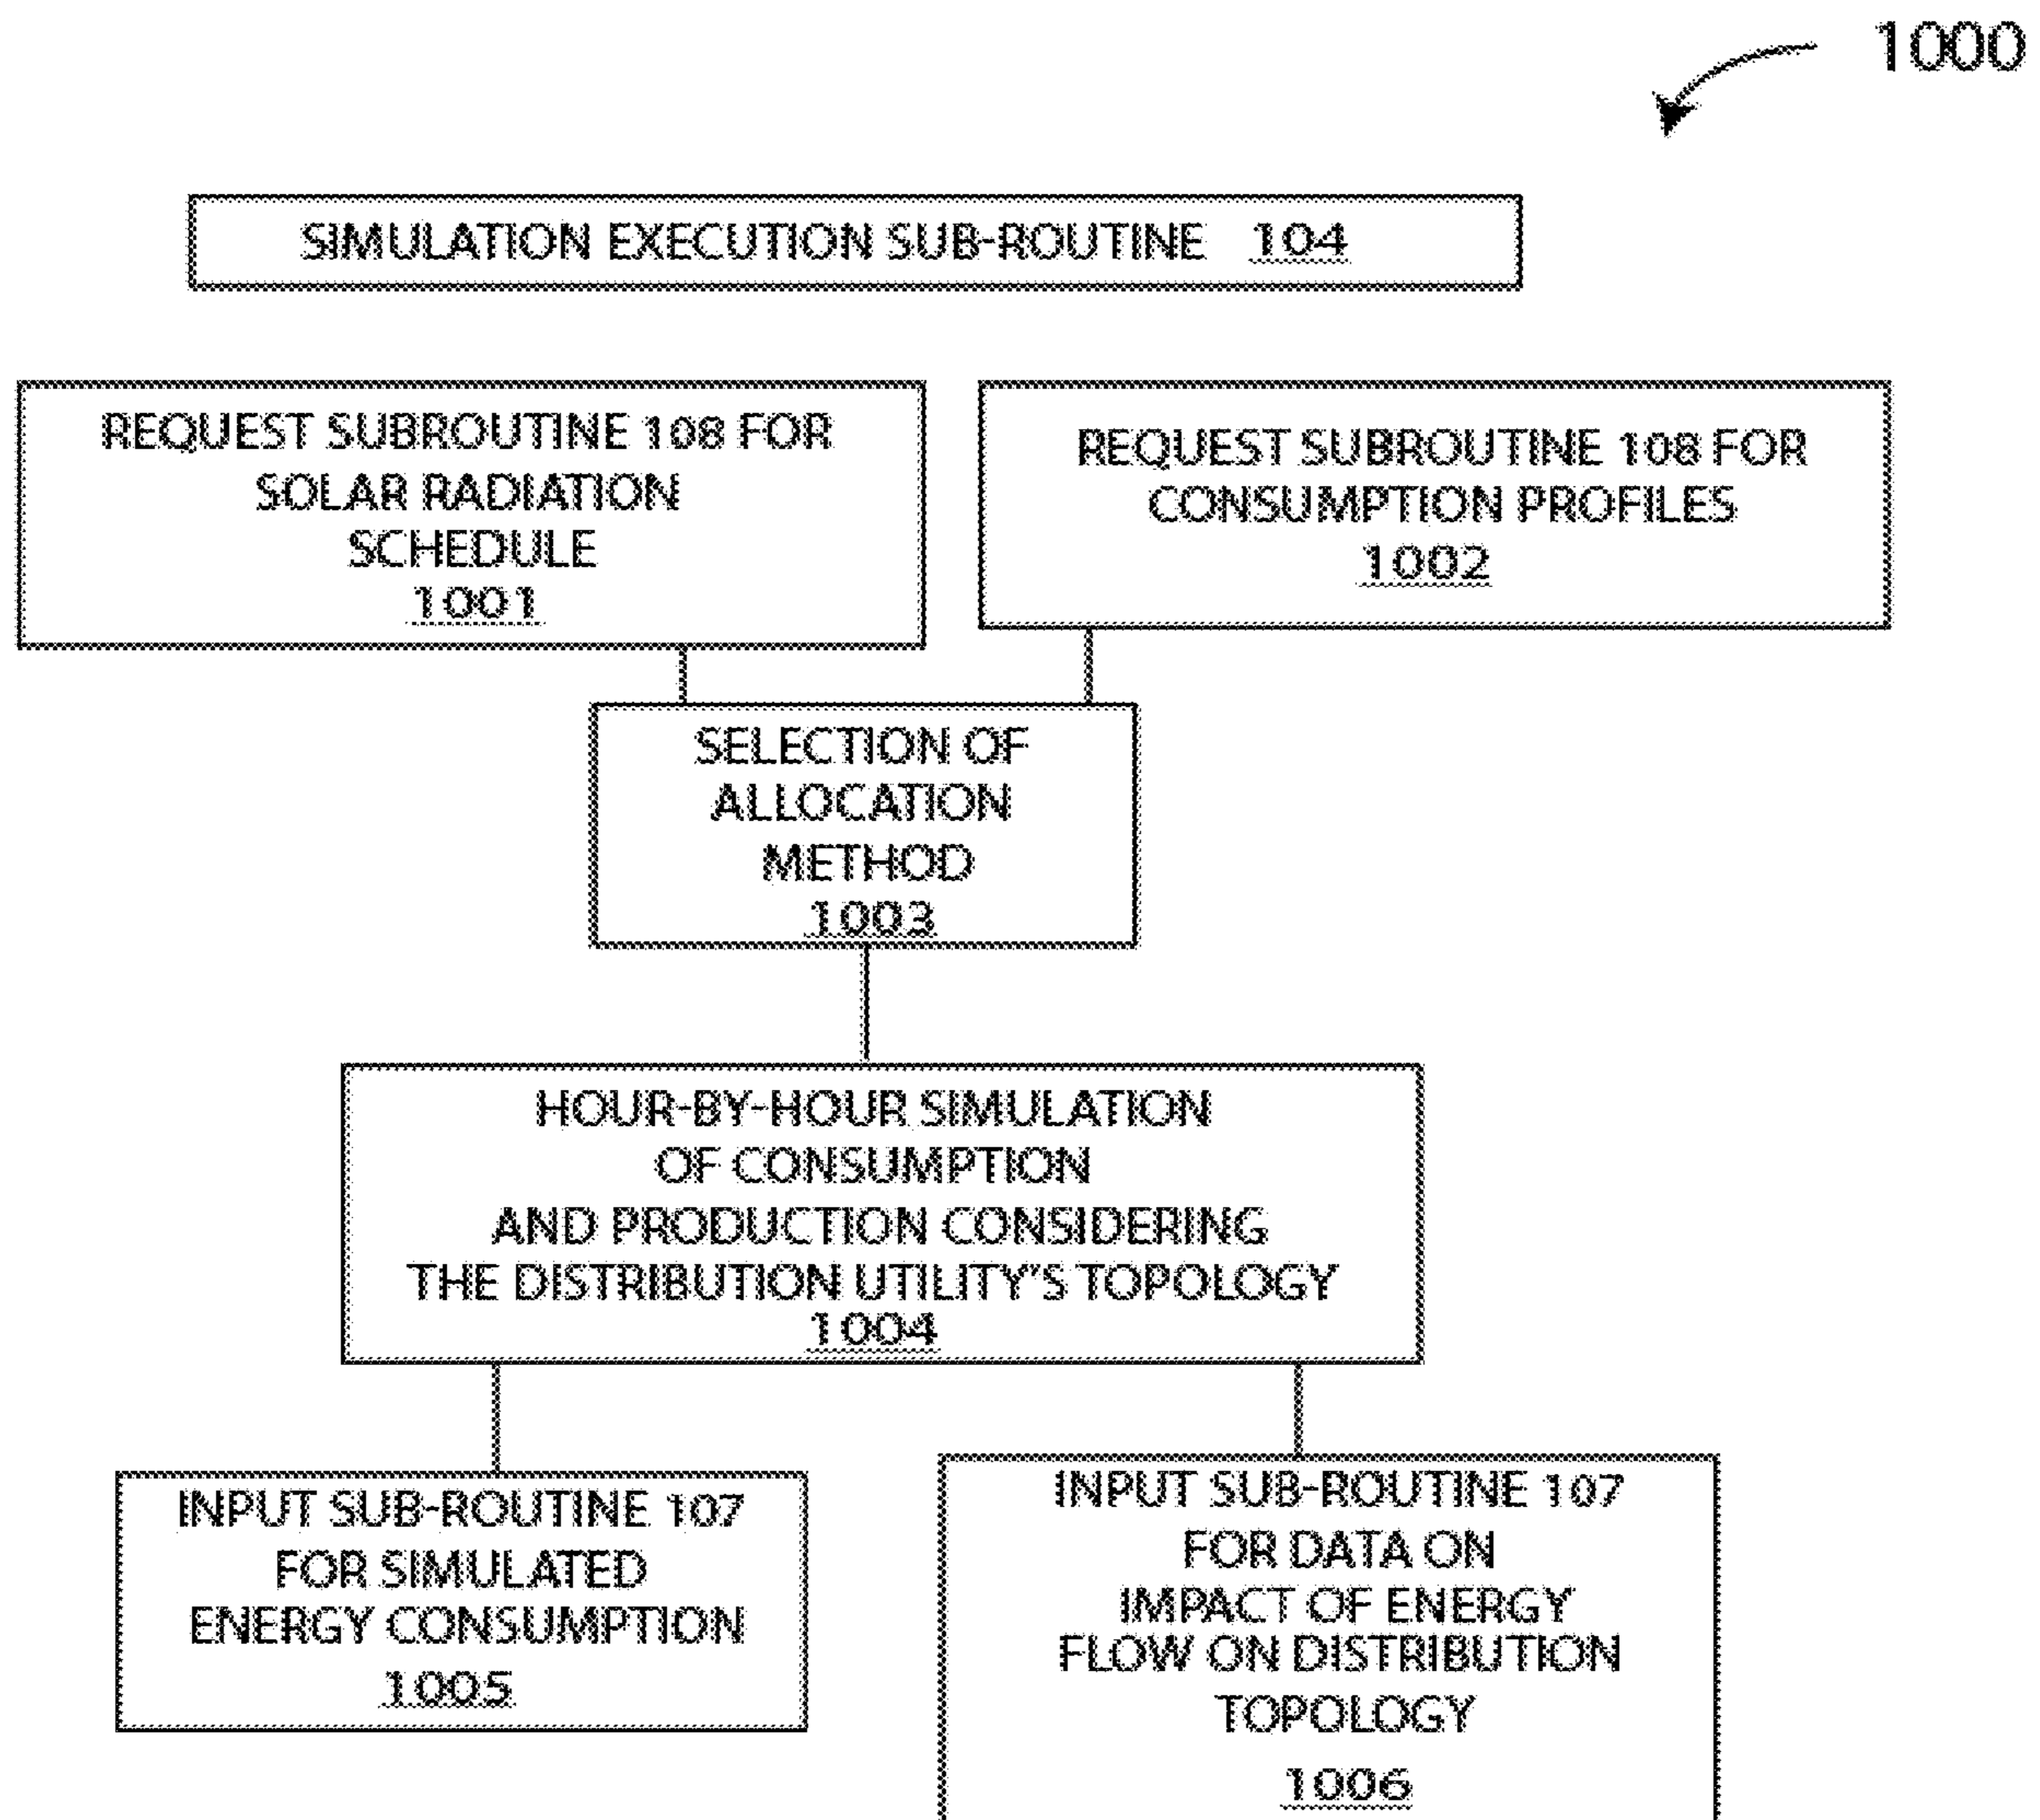 1000
SIMULATION EXECUTION SUB-ROUTINE 104
REQUEST SUBROUTINE 108 FOR
SOLAR RADIATION
SCHEDULE
1001
REQUEST SUBROUTINE 108 FOR
CONSUMPTION PROFILES
1002
SELECTION OF
ALLOCATION
METHOD
1003
HOUR-BY-HOUR SIMULATION
OF CONSUMPTION
AND PRODUCTION CONSIDERING
THE DISTRIBUTION UTILITY'S TOPOLOGY
1004
INPUT SUB-ROUTINE 107
FOR SIMULATED
ENERGY CONSUMPTION
1005
INPUT SUB-ROUTINE 107
FOR DATA ON
IMPACT OF ENERGY
FLOW ON DISTRIBUTION
TOPOLOGY
1006